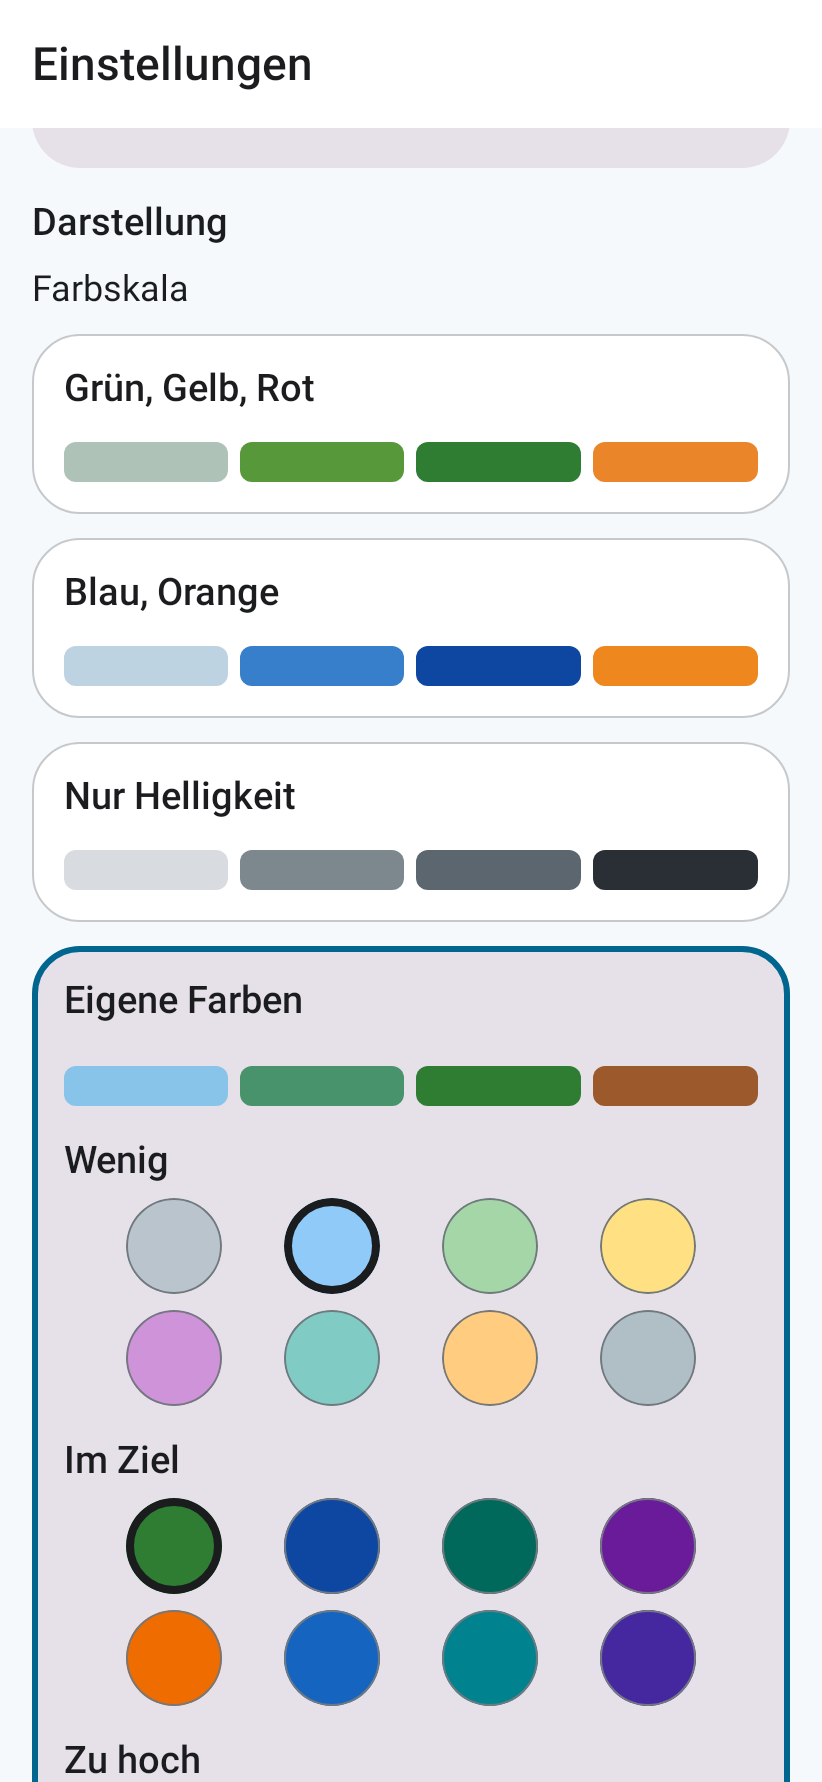 Einstellungen
Darstellung
Farbskala
Grün, Gelb, Rot
Blau, Orange
Nur Helligkeit
Eigene Farben
Wenig
Im Ziel
Zu hoch